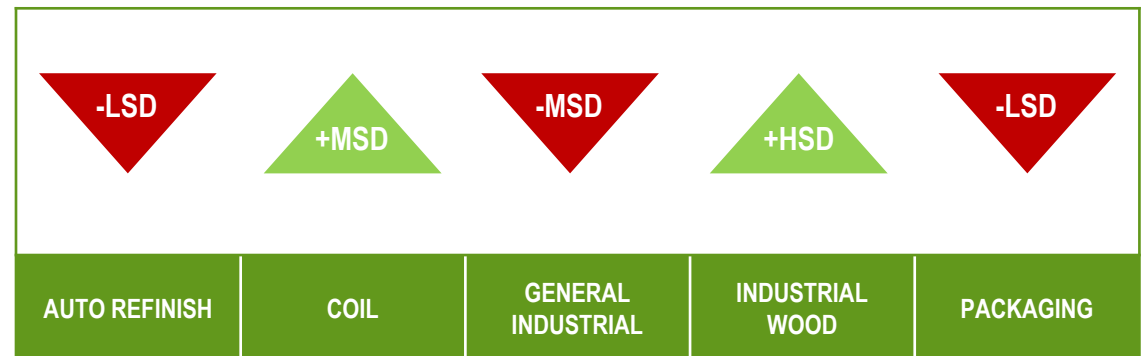 -LSD
+MSD
-MSD
+HSD
-LSD
AUTO REFINISH
COIL
GENERAL
INDUSTRIAL
INDUSTRIAL
WOOD
PACKAGING